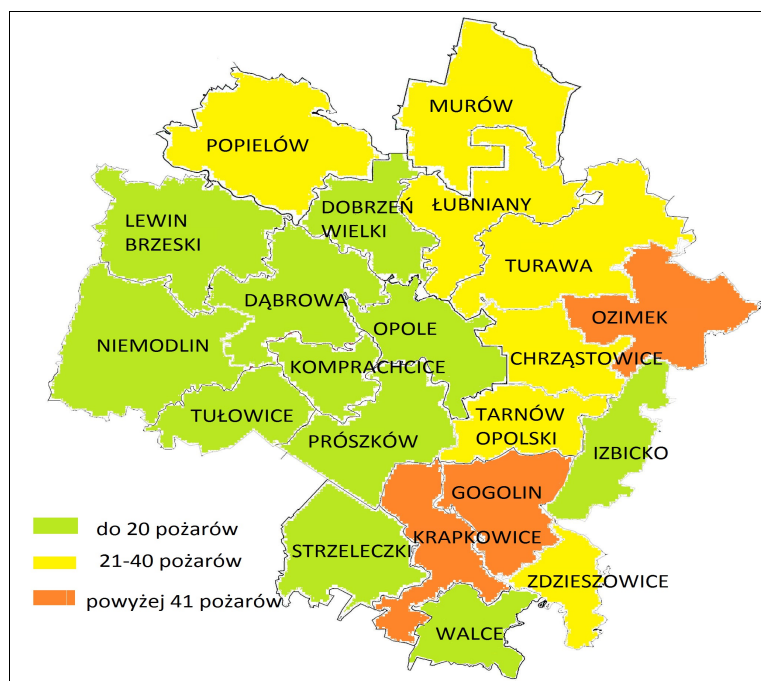 MURÓW
POPIELÓW
ŁUBNIANY
DOBRZEŃ
WIELKI
LEWIN
BRZESKI
TURAWA
DĄBROWA
OZIMEK
OPOLE
NIEMODLIN
CHRZĄSTOWICE
KOMPRACHCICE
TUŁOWICE
TARNÓW
OPOLSKI
PRÓSZKÓW
IZBICKO
GOGOLIN
do 20 pożarów
KRAPKOWICE
STRZELECZKI
21-40 pożarów
ZDZIESZOWICE
powyżej 41 pożarów
WALCE